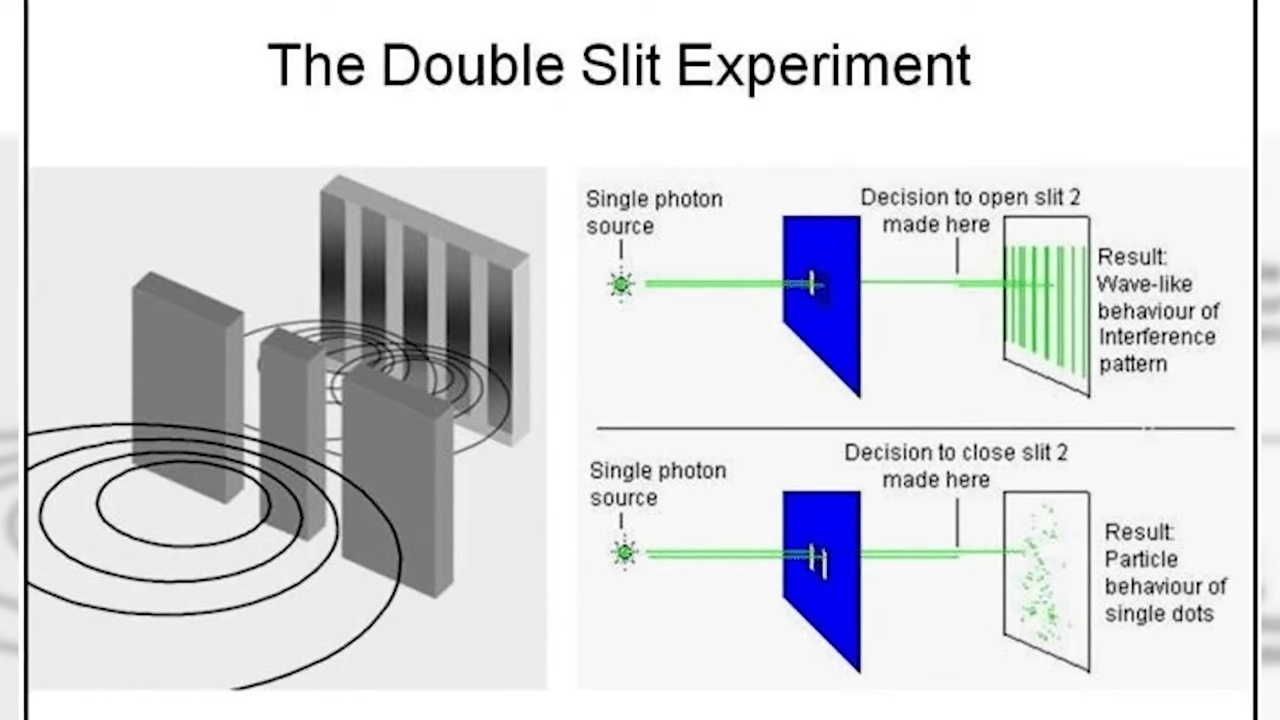 The Double Slit Experiment
Single photon
source
Decision to open slit 2
made here
Result:
Wave-like
behaviour of
Interference
pattern
Single photon
source
Decision to close slit 2
made here
Result:
Particle
behaviour of
single dots